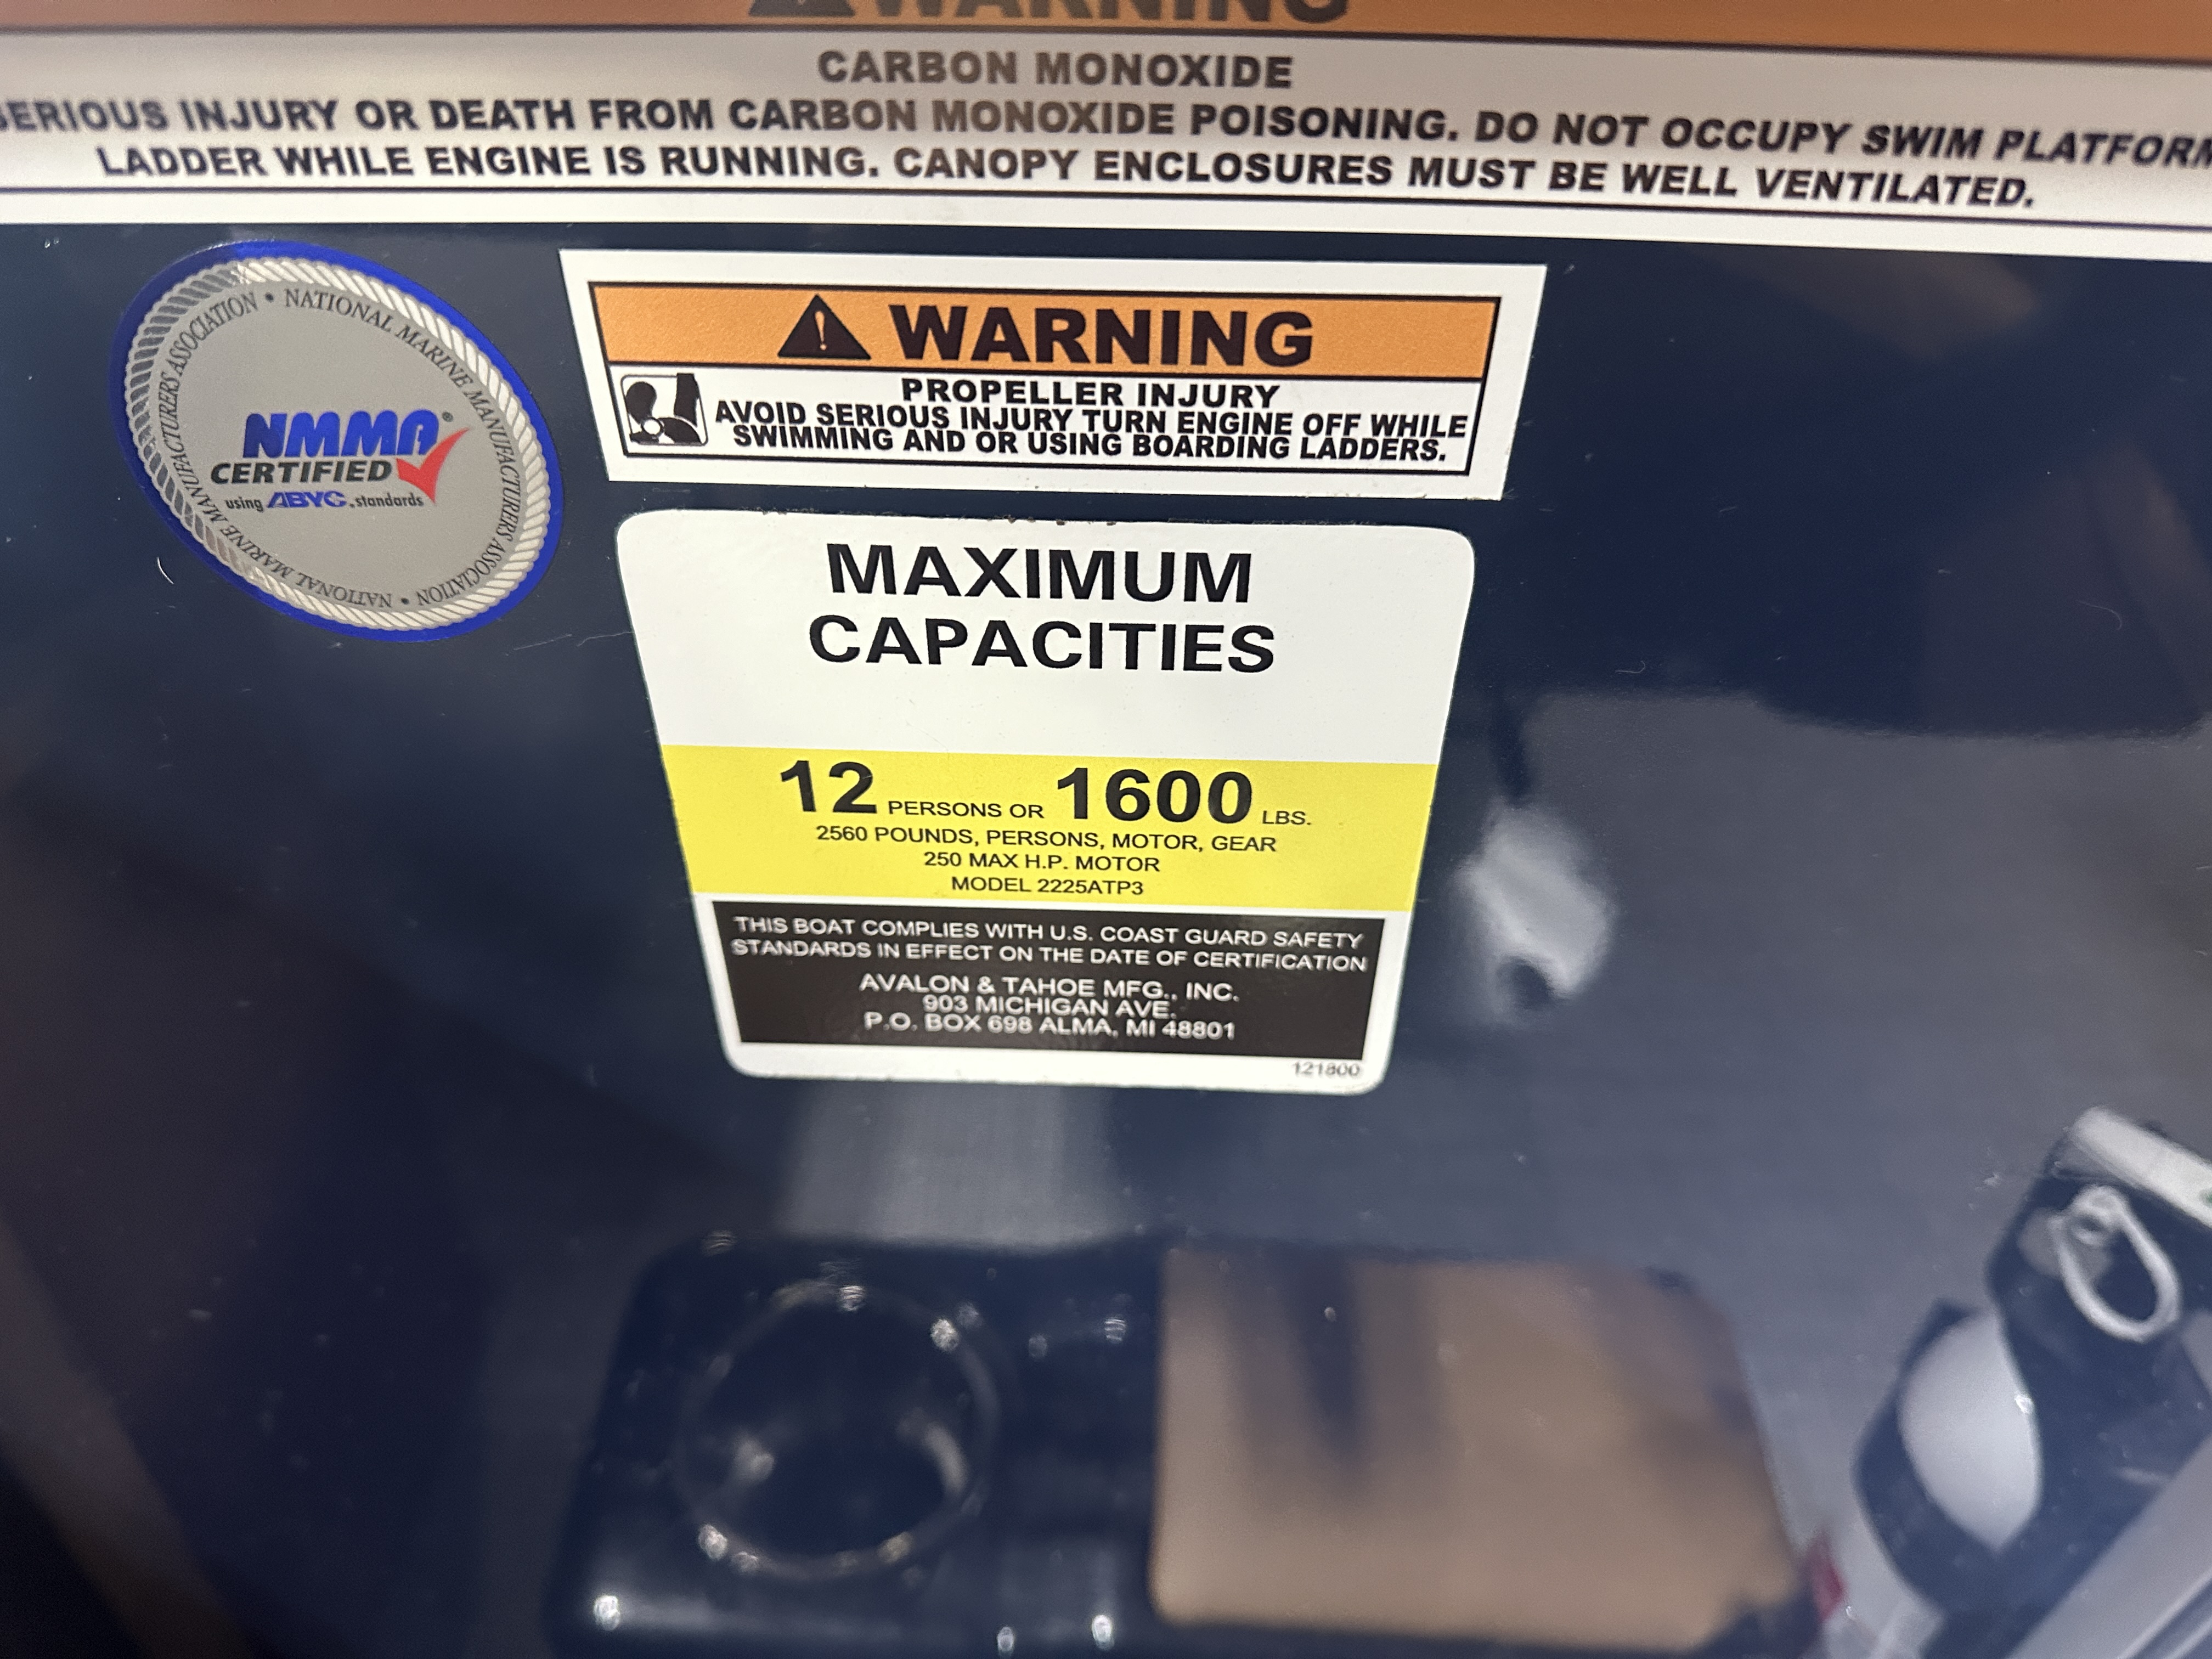 WARNING
CARBON MONOXIDE
SERIOUS INJURY OR DEATH FROM CARBON MONOXIDE POISONING. DO NOT OCCUPY SWIM PLATFORM
LADDER WHILE ENGINE IS RUNNING. CANOPY ENCLOSURES MUST BE WELL VENTILATED.
NATIONAL MARINE MANUFACTURERS ASSOCIATION • NATIONAL MARINE MANUFACTURERS ASSOCIATION •
NMMA®
CERTIFIED
using ABYC. standards
WARNING
PROPELLER INJURY
AVOID SERIOUS INJURY TURN ENGINE OFF WHILE
SWIMMING AND OR USING BOARDING LADDERS.
MAXIMUM
CAPACITIES
12 PERSONS OR 1600 LBS.
2560 POUNDS, PERSONS, MOTOR, GEAR
250 MAX H.P. MOTOR
MODEL 2225ATP3
THIS BOAT COMPLIES WITH U.S. COAST GUARD SAFETY
STANDARDS IN EFFECT ON THE DATE OF CERTIFICATION
AVALON & TAHOE MFG., INC.
903 MICHIGAN AVE.
P.O. BOX 698 ALMA, MI 48801
121800